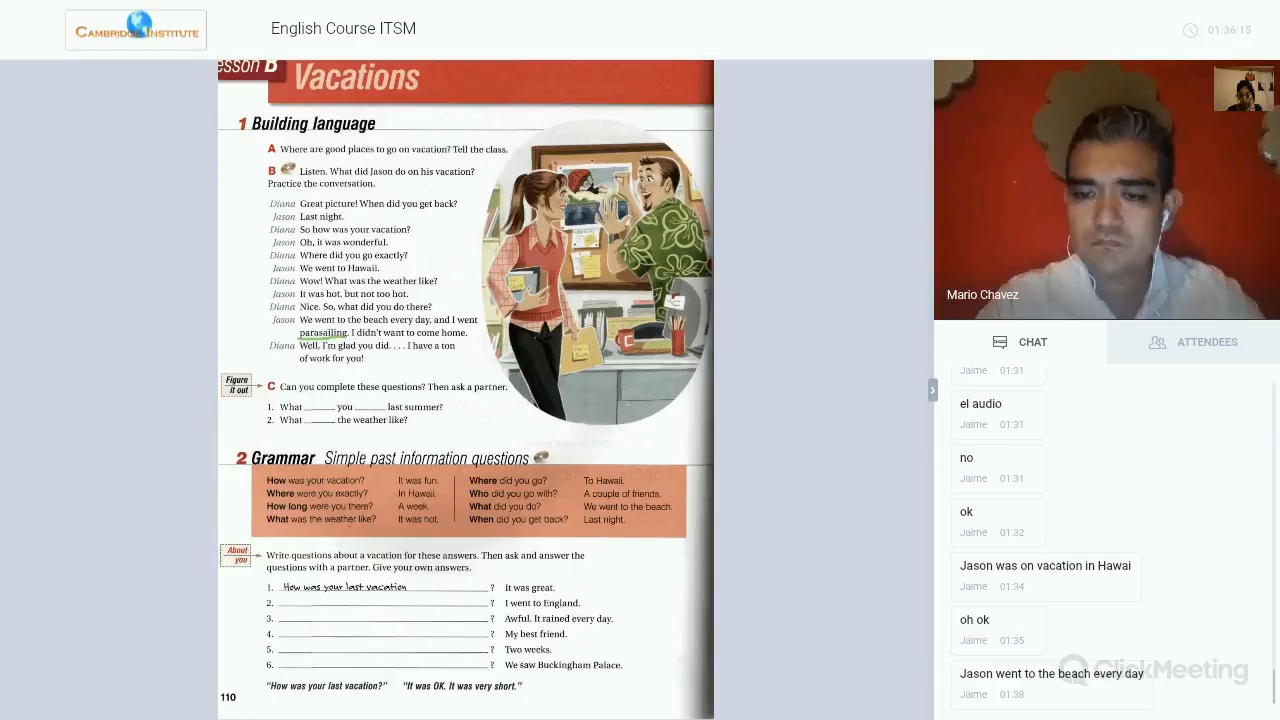 CAMBRIDGE INSTITUTE
English Course ITSM
01:36:15
esson B
Vacations
1 Building language
A Where are good places to go on vacation? Tell the class.
B Listen. What did Jason do on his vacation?
Practice the conversation.
Diana Great picture! When did you get back?
Jason Last night.
Diana So how was your vacation?
Jason Oh, it was wonderful.
Diana Where did you go exactly?
Jason We went to Hawaii.
Diana Wow! What was the weather like?
Jason It was hot, but not too hot.
Diana Nice. So, what did you do there?
Jason We went to the beach every day, and I went
parasailing. I didn't want to come home.
Diana Well, I'm glad you did. . . . I have a ton
of work for you!
Figure
it out
C Can you complete these questions? Then ask a partner.
1. What ______ you ______ last summer?
2. What ______ the weather like?
2 Grammar Simple past information questions
How was your vacation? It was fun. Where did you go? To Hawaii.
Where were you exactly? In Hawaii. Who did you go with? A couple of friends.
How long were you there? A week. What did you do? We went to the beach.
What was the weather like? It was hot. When did you get back? Last night.
About
you
Write questions about a vacation for these answers. Then ask and answer the
questions with a partner. Give your own answers.
1. How was your last vacation ? It was great.
2. ______ ? I went to England.
3. ______ ? Awful. It rained every day.
4. ______ ? My best friend.
5. ______ ? Two weeks.
6. ______ ? We saw Buckingham Palace.
"How was your last vacation?" "It was OK. It was very short."
110
Mario Chavez
CHAT
ATTENDEES
Jaime 01:31
el audio
Jaime 01:31
no
Jaime 01:31
ok
Jaime 01:32
Jason was on vacation in Hawai
Jaime 01:34
oh ok
Jaime 01:35
Jason went to the beach every day
Jaime 01:38
ClickMeeting